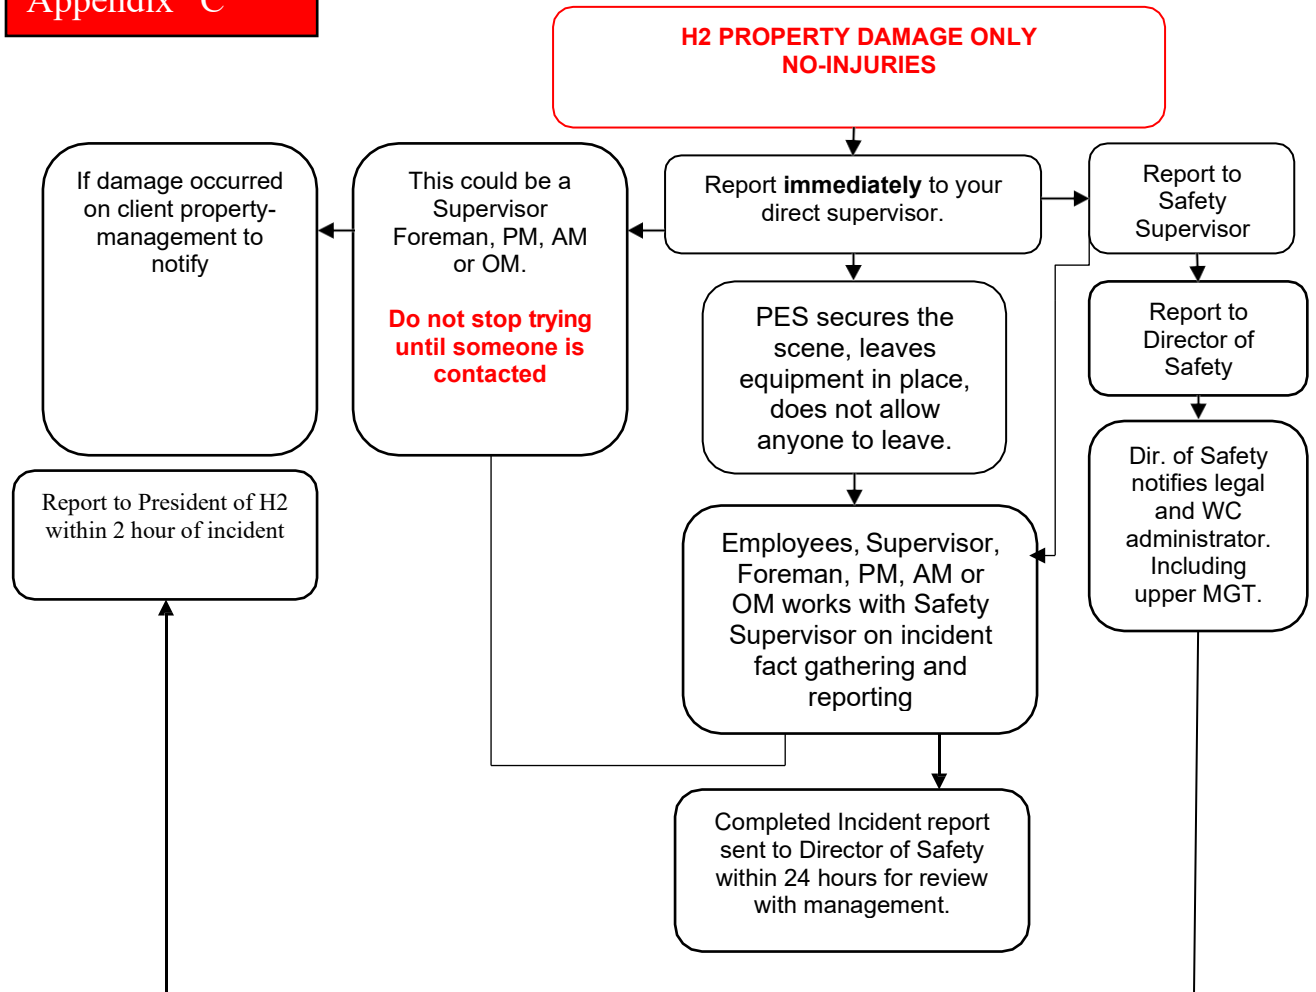 Appendix "C"
H2 PROPERTY DAMAGE ONLY
NO-INJURIES
If damage occurred
on client property-
management to
notify
This could be a
Supervisor
Foreman, PM, AM
or OM.
Do not stop trying
until someone is
contacted
Report immediately to your
direct supervisor.
Report to
Safety
Supervisor
PES secures the
scene, leaves
equipment in place,
does not allow
anyone to leave.
Report to
Director of
Safety
Report to President of H2
within 2 hour of incident
Employees, Supervisor,
Foreman, PM, AM or
OM works with Safety
Supervisor on incident
fact gathering and
reporting
Dir. of Safety
notifies legal
and WC
administrator.
Including
upper MGT.
Completed Incident report
sent to Director of Safety
within 24 hours for review
with management.